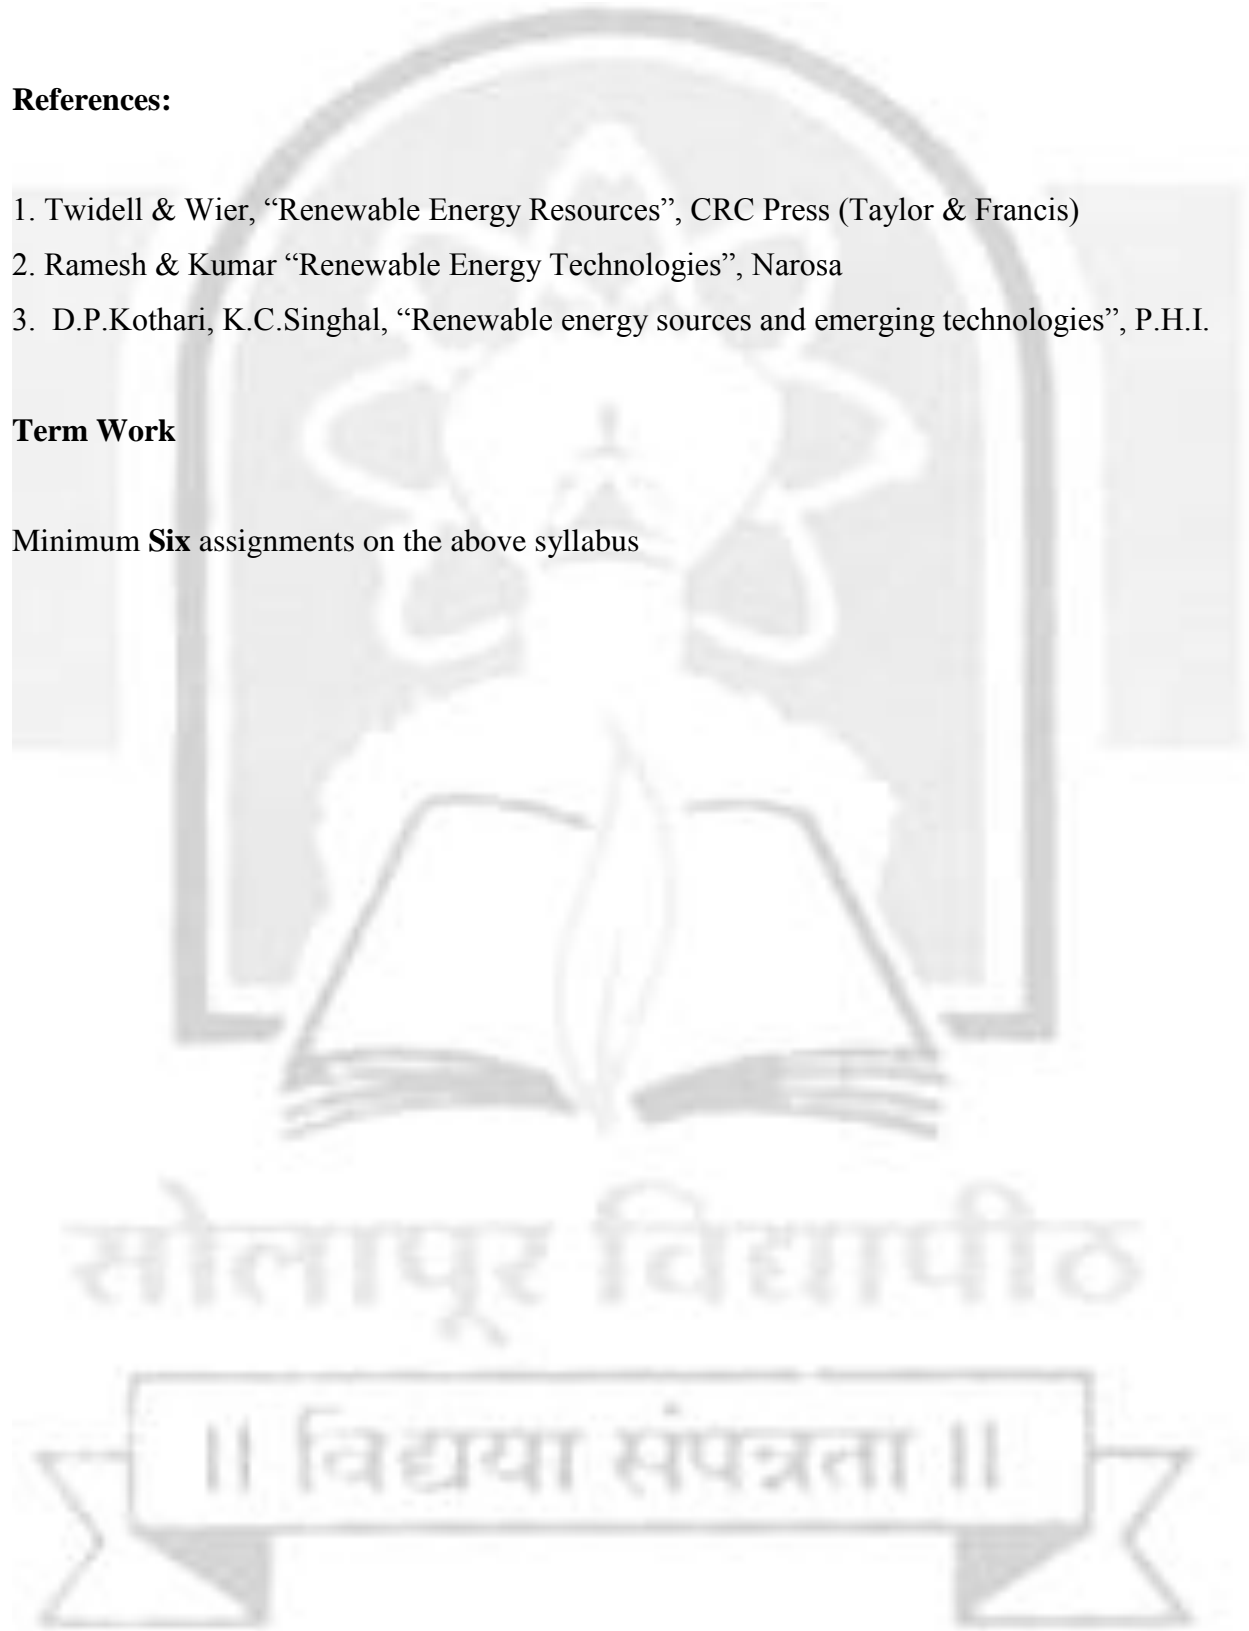 References:
1. Twidell & Wier, “Renewable Energy Resources”, CRC Press (Taylor & Francis)
2. Ramesh & Kumar “Renewable Energy Technologies”, Narosa
3. D.P.Kothari, K.C.Singhal, “Renewable energy sources and emerging technologies”, P.H.I.
Term Work
Minimum Six assignments on the above syllabus
सोलापूर विद्यापीठ
॥ विद्यया संपन्नता ॥